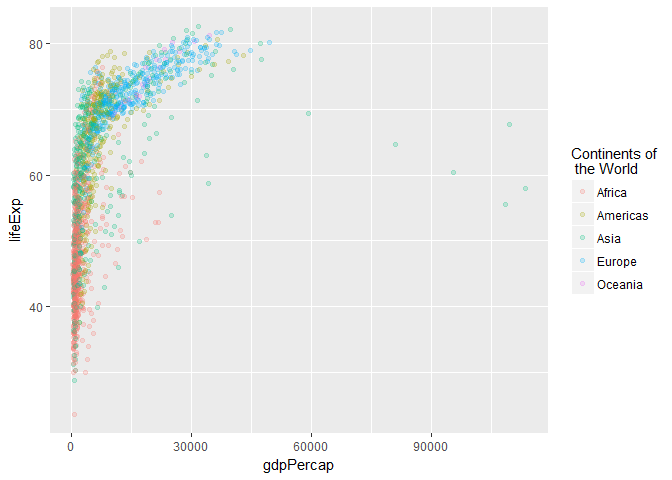 80
60
40
lifeExp
0
30000
60000
90000
gdpPercap
Continents of
the World
Africa
Americas
Asia
Europe
Oceania